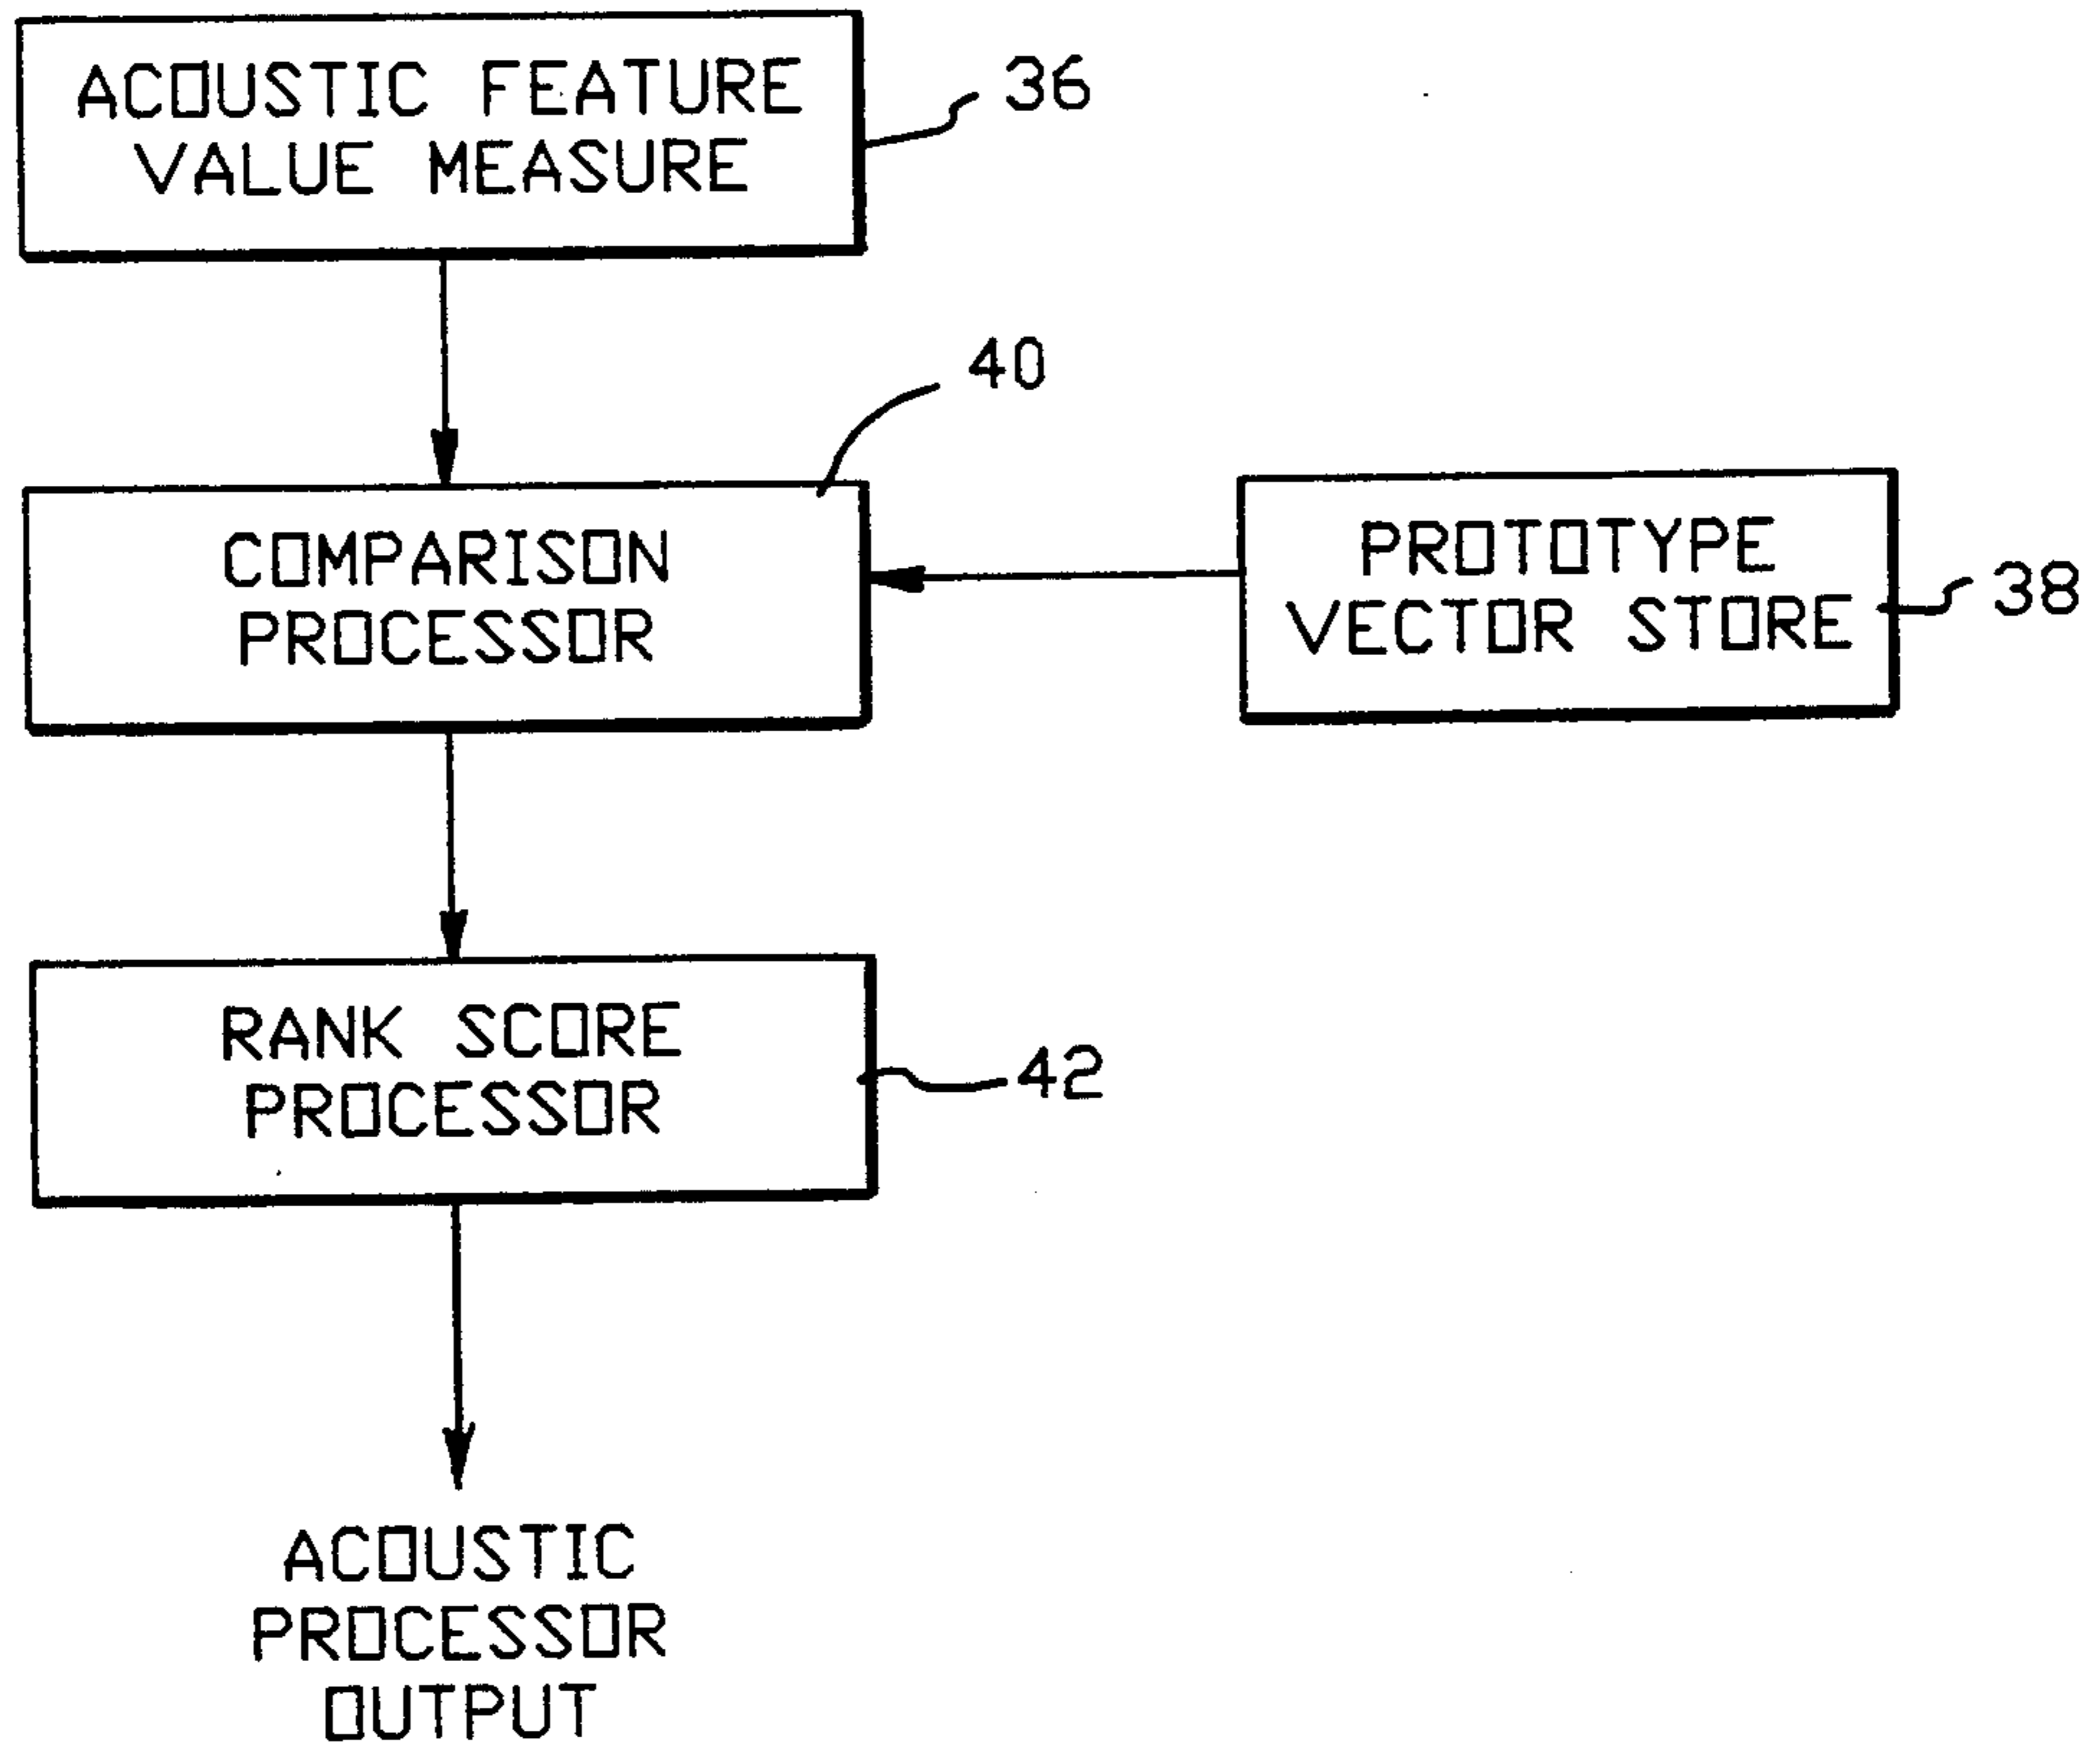 ACOUSTIC FEATURE
VALUE MEASURE
36
40
COMPARISON
PROCESSOR
PROTOTYPE
VECTOR STORE
38
RANK SCORE
PROCESSOR
42
ACOUSTIC
PROCESSOR
OUTPUT